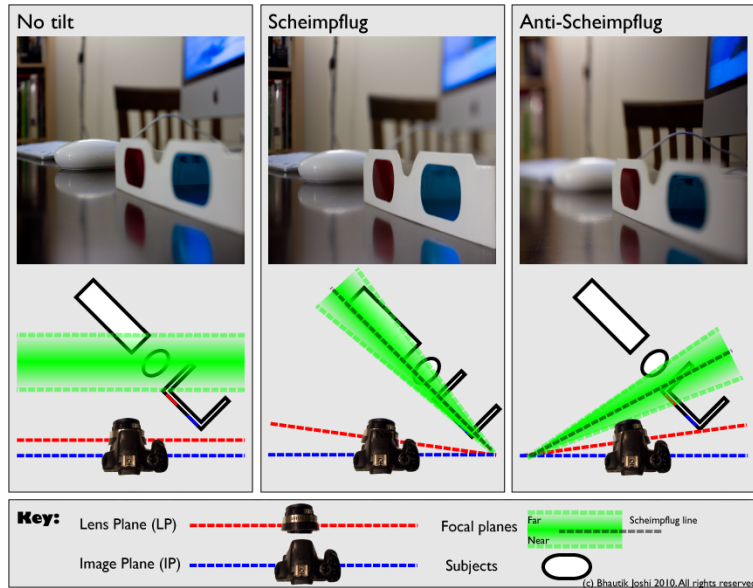 No tilt
Scheimpflug
Anti-Scheimpflug
Key:
Lens Plane (LP)
Image Plane (IP)
Focal planes
Far
Near
Scheimpflug line
Subjects
(c) Bhautik Joshi 2010. All rights reserved